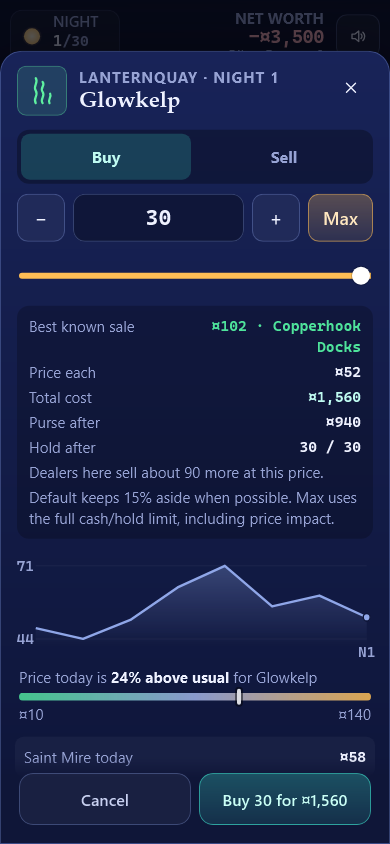 NIGHT
1/30
NET WORTH
−¤3,500
LANTERNQUAY · NIGHT 1
Glowkelp
×
Buy
Sell
−
30
+
Max
Best known sale
¤102 · Copperhook
Docks
Price each
¤52
Total cost
¤1,560
Purse after
¤940
Hold after
30 / 30
Dealers here sell about 90 more at this price.
Default keeps 15% aside when possible. Max uses
the full cash/hold limit, including price impact.
71
44
N1
Price today is 24% above usual for Glowkelp
¤10
¤140
Saint Mire today
¤58
Cancel
Buy 30 for ¤1,560